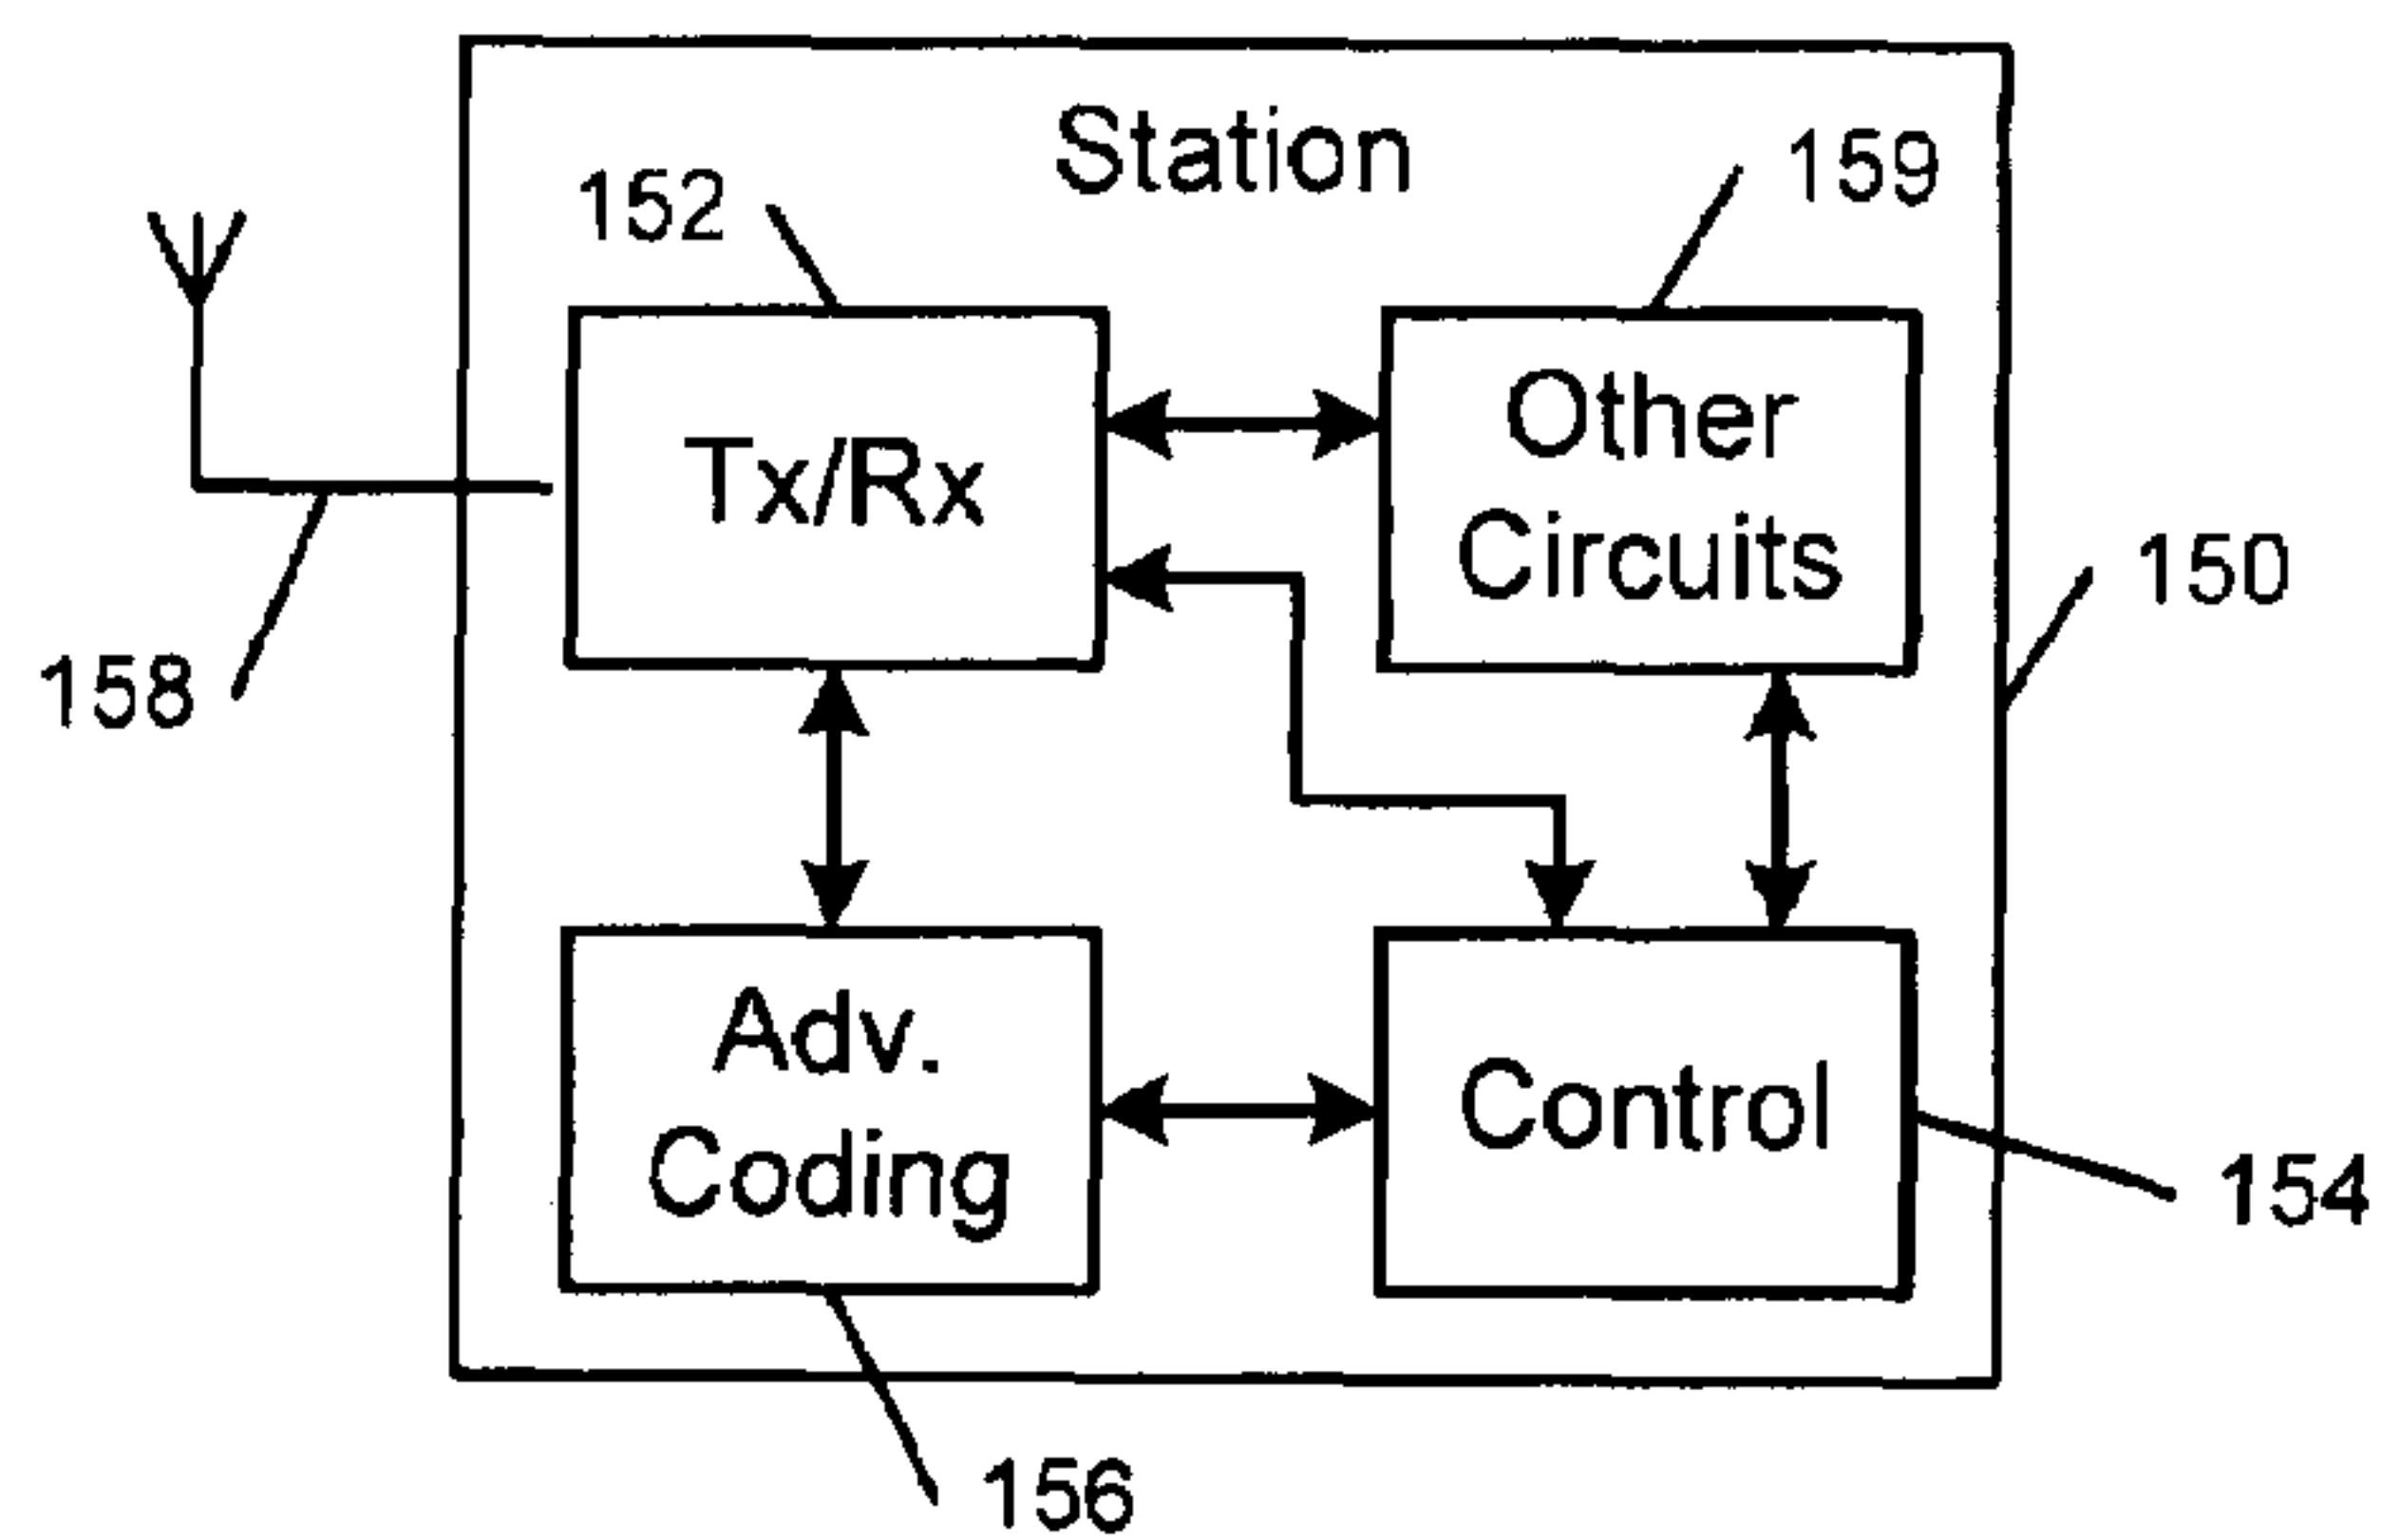 Station
152
159
Tx/Rx
Other
Circuits
150
158
Adv.
Coding
Control
154
156